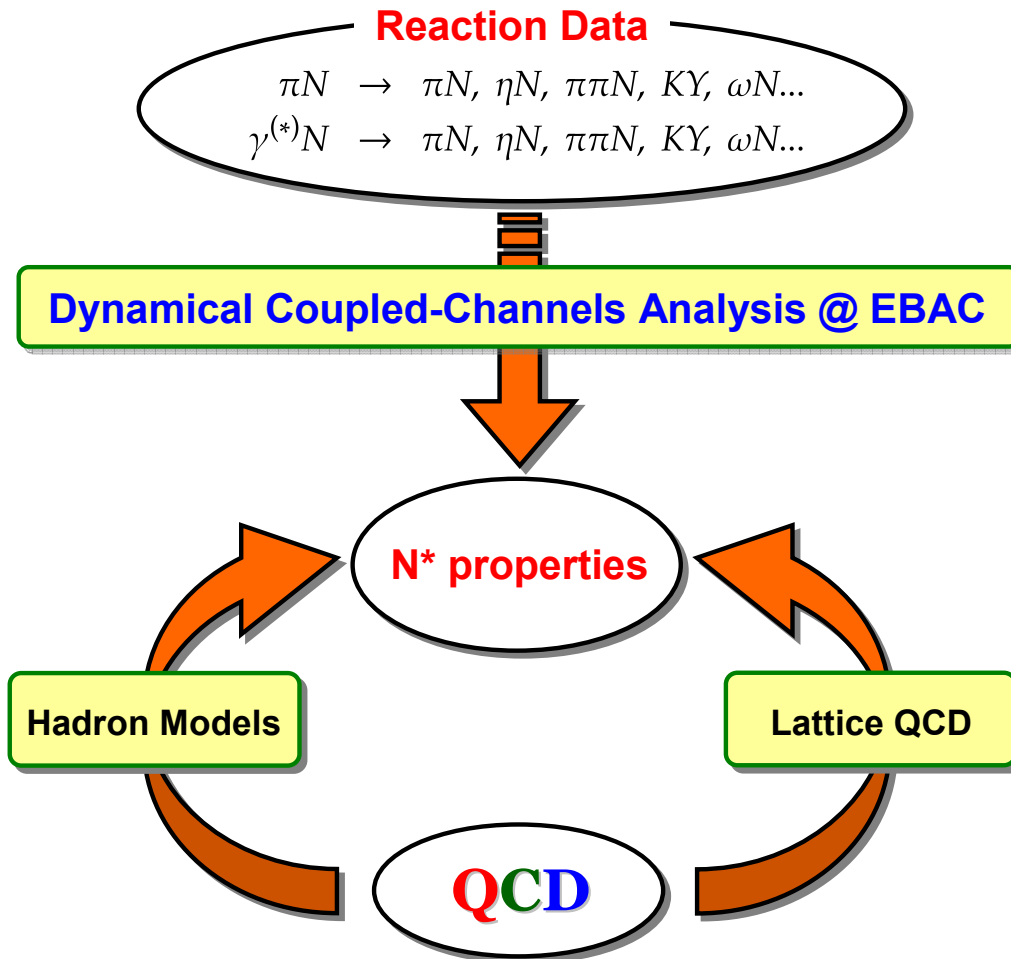 Reaction Data
πN → πN, ηN, ππN, KY, ωN...
γ(*)N → πN, ηN, ππN, KY, ωN...
Dynamical Coupled-Channels Analysis @ EBAC
N* properties
Hadron Models
Lattice QCD
QCD